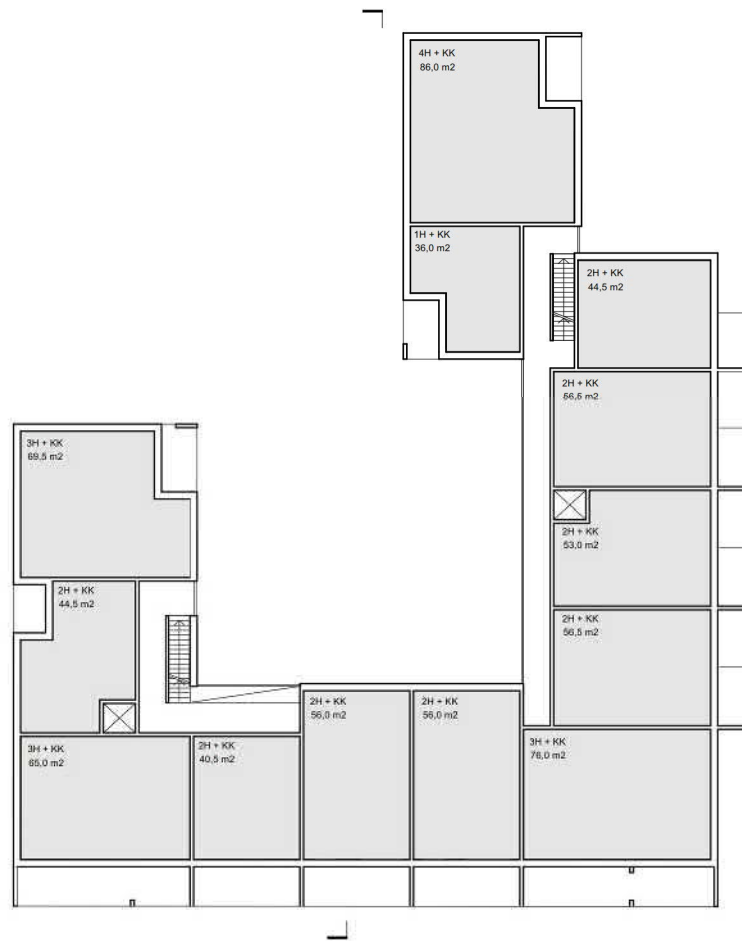 4H + KK
86,0 m2
1H + KK
36,0 m2
2H + KK
44,5 m2
2H + KK
56,5 m2
3H + KK
69,5 m2
2H + KK
53,0 m2
2H + KK
44,5 m2
2H + KK
56,5 m2
2H + KK
56,0 m2
2H + KK
56,0 m2
3H + KK
65,0 m2
2H + KK
40,5 m2
3H + KK
76,0 m2